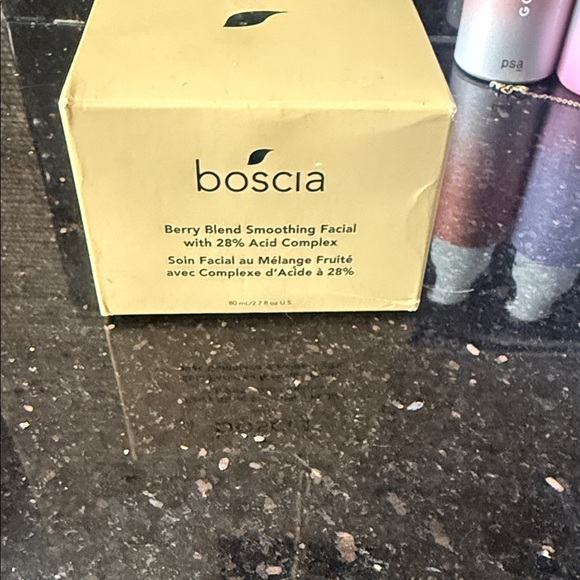 boscia
Berry Blend Smoothing Facial
with 28% Acid Complex
Soin Facial au Mélange Fruité
avec Complexe d'Acide à 28%
80 mL/2.7 fl oz U.S.
GO
psa